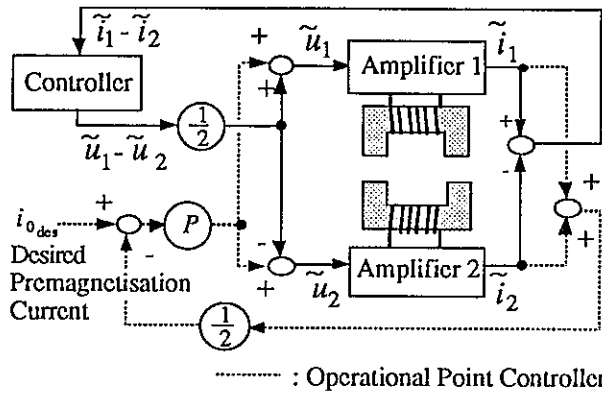 ĩ₁ - ĩ₂
Controller
ũ₁ - ũ₂
1/2
+
+
ũ₁
Amplifier 1
ĩ₁
+
-
i₀des
Desired
Premagnetisation
Current
+
-
P
-
+
ũ₂
Amplifier 2
ĩ₂
+
+
1/2
: Operational Point Controller